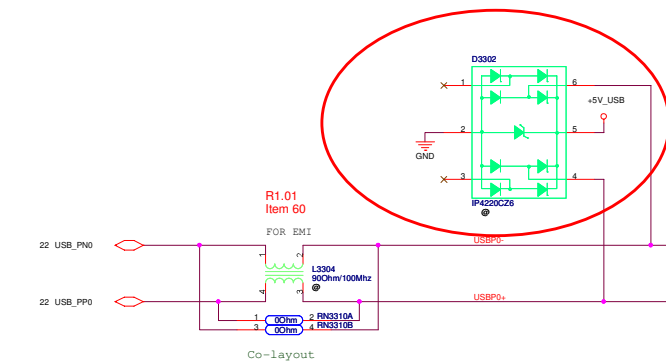 D3302
1
6
+5V_USB
2
5
GND
3
4
IP4220CZ6
@
R1.01
Item 60
FOR EMI
USBP0-
22 USB_PN0
1
2
L3304
90Ohm/100Mhz
@
4
3
22 USB_PP0
USBP0+
1 0Ohm 2 RN3310A
3 0Ohm 4 RN3310B
Co-layout